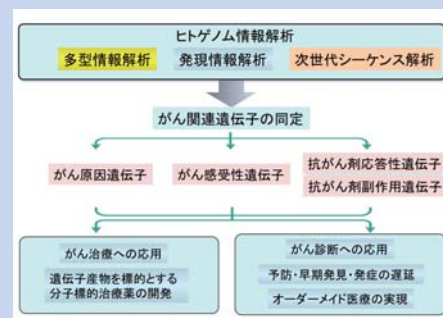 ヒトゲノム情報解析
多型情報解析 発現情報解析 次世代シーケンス解析
がん関連遺伝子の同定
がん原因遺伝子 がん感受性遺伝子 抗がん剤応答性遺伝子
抗がん剤副作用遺伝子
がん治療への応用
遺伝子産物を標的とする
分子標的治療薬の開発
がん診断への応用
予防・早期発見・発症の遅延
オーダーメイド医療の実現